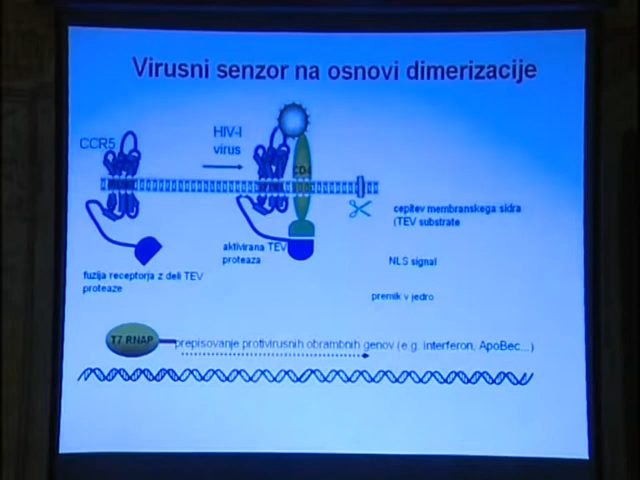 Virusni senzor na osnovi dimerizacije
CCR5
HIV-I
virus
CD4
cepitev membranskega sidra
(TEV substrate
aktivirana TEV
proteaza
NLS signal
fuzija receptorja z deli TEV
proteaze
premik v jedro
T7 RNAP
prepisovanje protivirusnih obrambnih genov (e.g. interferon, ApoBec...)